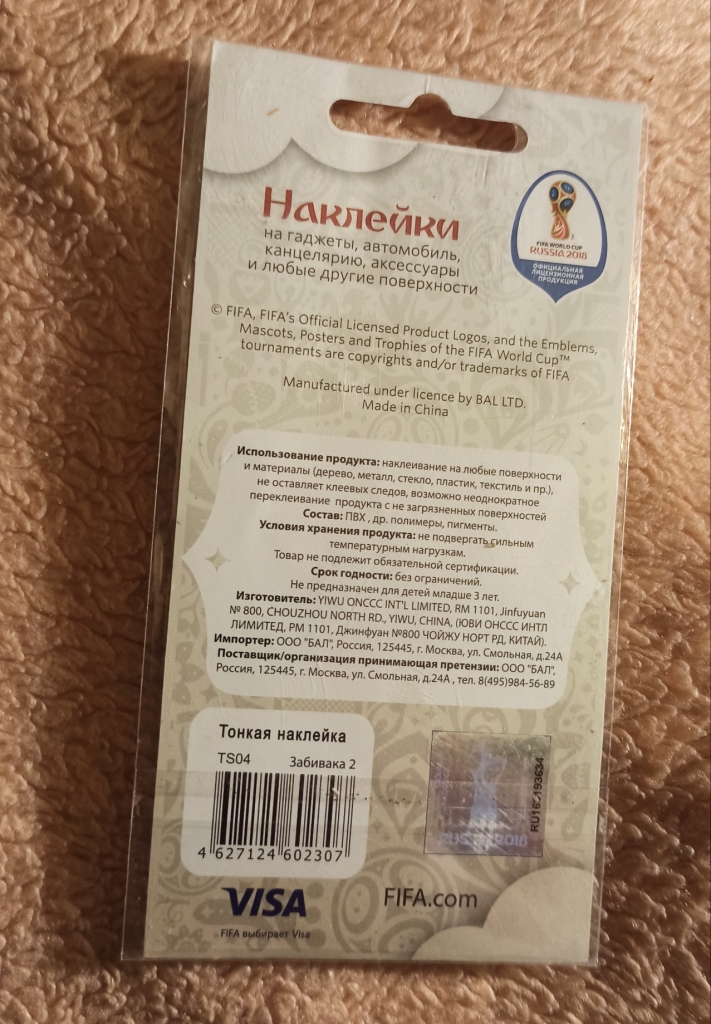 Наклейки
на гаджеты, автомобиль,
канцелярию, аксессуары
и любые другие поверхности
FIFA WORLD CUP
RUSSIA 2018
ОФИЦИАЛЬНАЯ
ЛИЦЕНЗИОННАЯ
ПРОДУКЦИЯ
© FIFA, FIFA's Official Licensed Product Logos, and the Emblems,
Mascots, Posters and Trophies of the FIFA World Cup™
tournaments are copyrights and/or trademarks of FIFA
Manufactured under licence by BAL LTD.
Made in China
Использование продукта: наклеивание на любые поверхности
и материалы (дерево, металл, стекло, пластик, текстиль и пр.),
не оставляет клеевых следов, возможно неоднократное
переклеивание продукта с не загрязненных поверхностей
Состав: ПВХ , др. полимеры, пигменты.
Условия хранения продукта: не подвергать сильным
температурным нагрузкам.
Товар не подлежит обязательной сертификации.
Срок годности: без ограничений.
Не предназначен для детей младше 3 лет.
Изготовитель: YIWU ONCCC INT'L LIMITED, RM 1101, Jinfuyuan
№ 800, CHOUZHOU NORTH RD., YIWU, CHINA, (ЮВИ ОНССС ИНТЛ
ЛИМИТЕД, РМ 1101, Джинфуан №800 ЧОЙЖУ НОРТ РД, КИТАЙ).
Импортер: ООО "БАЛ", Россия, 125445, г. Москва, ул. Смольная, д.24А
Поставщик/организация принимающая претензии: ООО "БАЛ",
Россия, 125445, г. Москва, ул. Смольная, д.24А , тел. 8(495)984-56-89
Тонкая наклейка
TS04 Забивака 2
4 627124 602307
RUSSIA 2018
VISA
FIFA выбирает Visa
FIFA.com